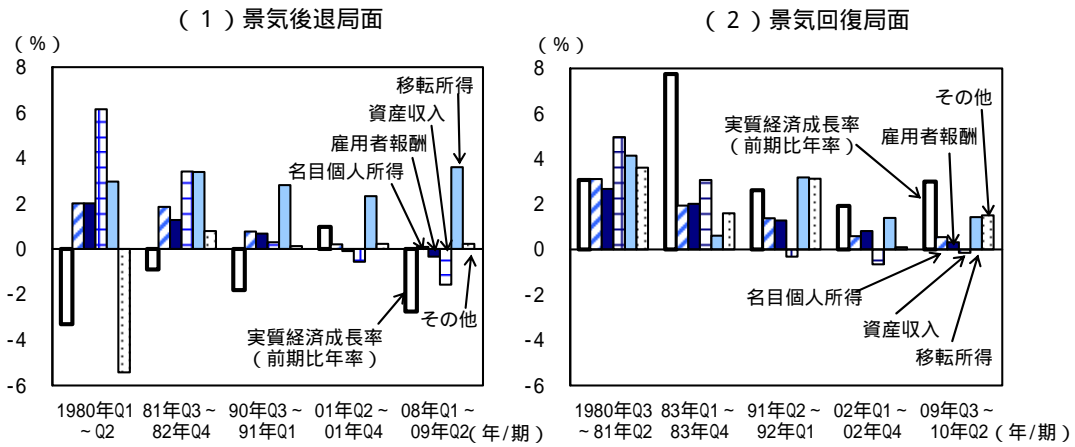 (1)景気後退局面
(%)
8
6
4
2
0
-2
-4
-6
移転所得
資産収入
雇用者報酬
名目個人所得
実質経済成長率
(前期比年率)
その他
1980年Q1
～Q2
81年Q3～
82年Q4
90年Q3～
91年Q1
01年Q2～
01年Q4
08年Q1～
09年Q2
(年/期)
(2)景気回復局面
(%)
8
6
4
2
0
-2
-4
-6
その他
実質経済成長率
(前期比年率)
雇用者報酬
名目個人所得
資産収入
移転所得
1980年Q3
～81年Q2
83年Q1～
83年Q4
91年Q2～
92年Q1
02年Q1～
02年Q4
09年Q3～
10年Q2
(年/期)